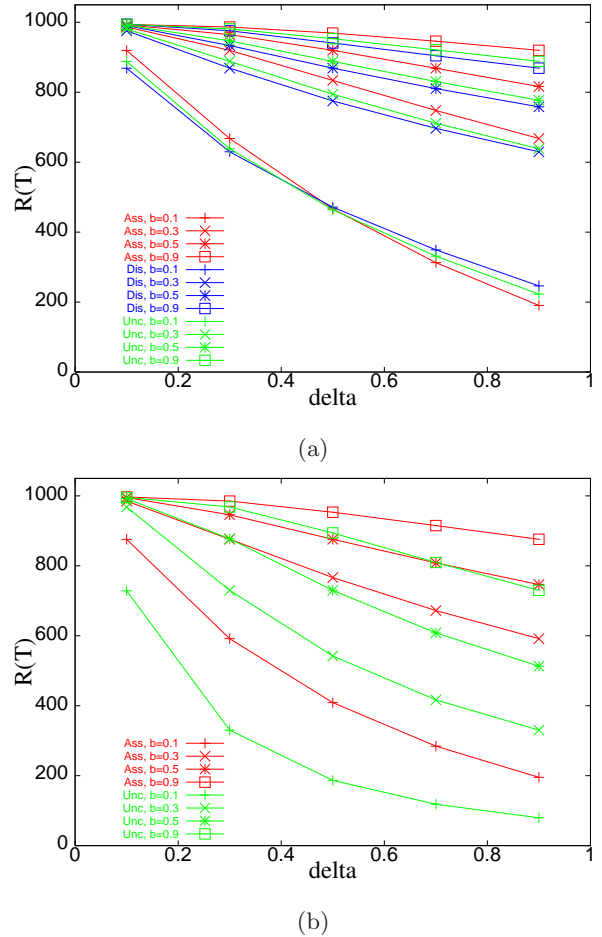 1000
800
600
400
200
0
R(T)
Ass, b=0.1
Ass, b=0.3
Ass, b=0.5
Ass, b=0.9
Dis, b=0.1
Dis, b=0.3
Dis, b=0.5
Dis, b=0.9
Unc, b=0.1
Unc, b=0.3
Unc, b=0.5
Unc, b=0.9
0 0.2 0.4 0.6 0.8 1
delta
(a)
1000
800
600
400
200
0
R(T)
Ass, b=0.1
Ass, b=0.3
Ass, b=0.5
Ass, b=0.9
Unc, b=0.1
Unc, b=0.3
Unc, b=0.5
Unc, b=0.9
0 0.2 0.4 0.6 0.8 1
delta
(b)